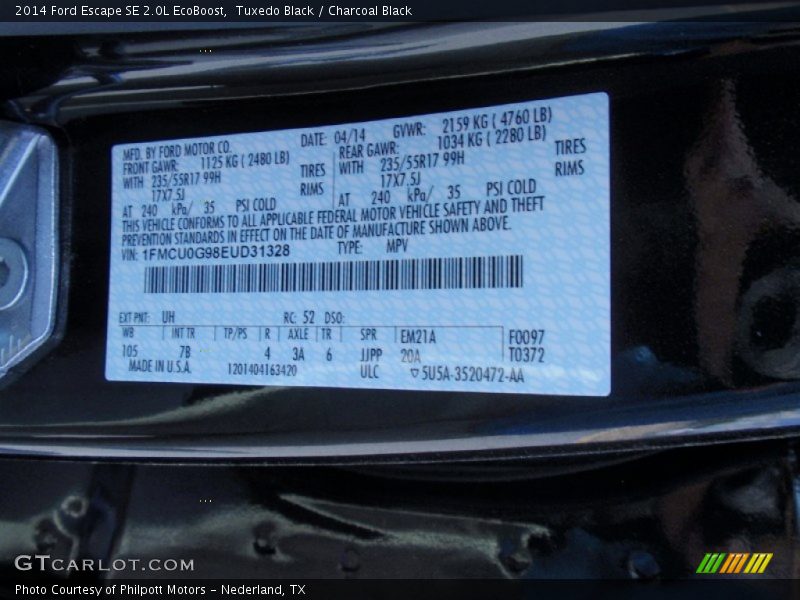 2014 Ford Escape SE 2.0L EcoBoost,  Tuxedo Black / Charcoal Black
MFD. BY FORD MOTOR CO. DATE: 04/14 GVWR: 2159 KG ( 4760 LB)
FRONT GAWR: 1125 KG ( 2480 LB) REAR GAWR: 1034 KG ( 2280 LB)
WITH 235/55R17 99H TIRES WITH 235/55R17 99H TIRES
17X7.5J RIMS 17X7.5J RIMS
AT 240 kPa/ 35 PSI COLD AT 240 kPa/ 35 PSI COLD
THIS VEHICLE CONFORMS TO ALL APPLICABLE FEDERAL MOTOR VEHICLE SAFETY AND THEFT
PREVENTION STANDARDS IN EFFECT ON THE DATE OF MANUFACTURE SHOWN ABOVE.
VIN: 1FMCU0G98EUD31328 TYPE: MPV
EXT PNT: UH RC: 52 DSO:
WB INT TR TP/PS R AXLE TR SPR EM21A F0097
105 7B 4 3A 6 JJPP 20A T0372
MADE IN U.S.A. 1201404163420 ULC ▽5U5A-3520472-AA
GTCARLOT.COM
Photo Courtesy of Philpott Motors - Nederland, TX